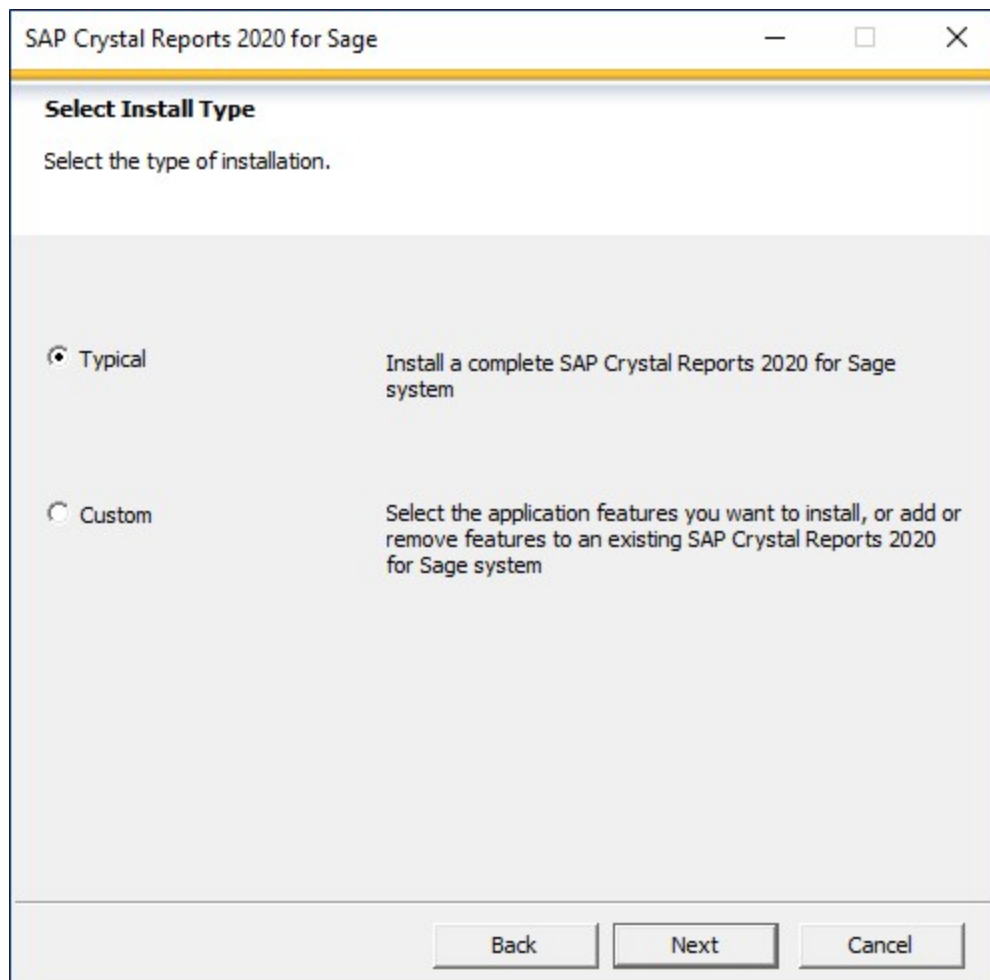 SAP Crystal Reports 2020 for Sage
Select Install Type
Select the type of installation.
Typical
Install a complete SAP Crystal Reports 2020 for Sage
system
Custom
Select the application features you want to install, or add or
remove features to an existing SAP Crystal Reports 2020
for Sage system
Back
Next
Cancel